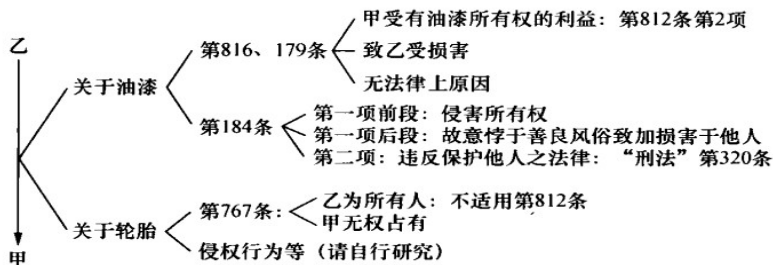 乙
甲
关于油漆
第816、179条
甲受有油漆所有权的利益：第812条第2项
致乙受损害
无法律上原因
第184条
第一项前段：侵害所有权
第一项后段：故意悖于善良风俗致加损害于他人
第二项：违反保护他人之法律：“刑法”第320条
关于轮胎
第767条：
乙为所有人：不适用第812条
甲无权占有
侵权行为等（请自行研究）